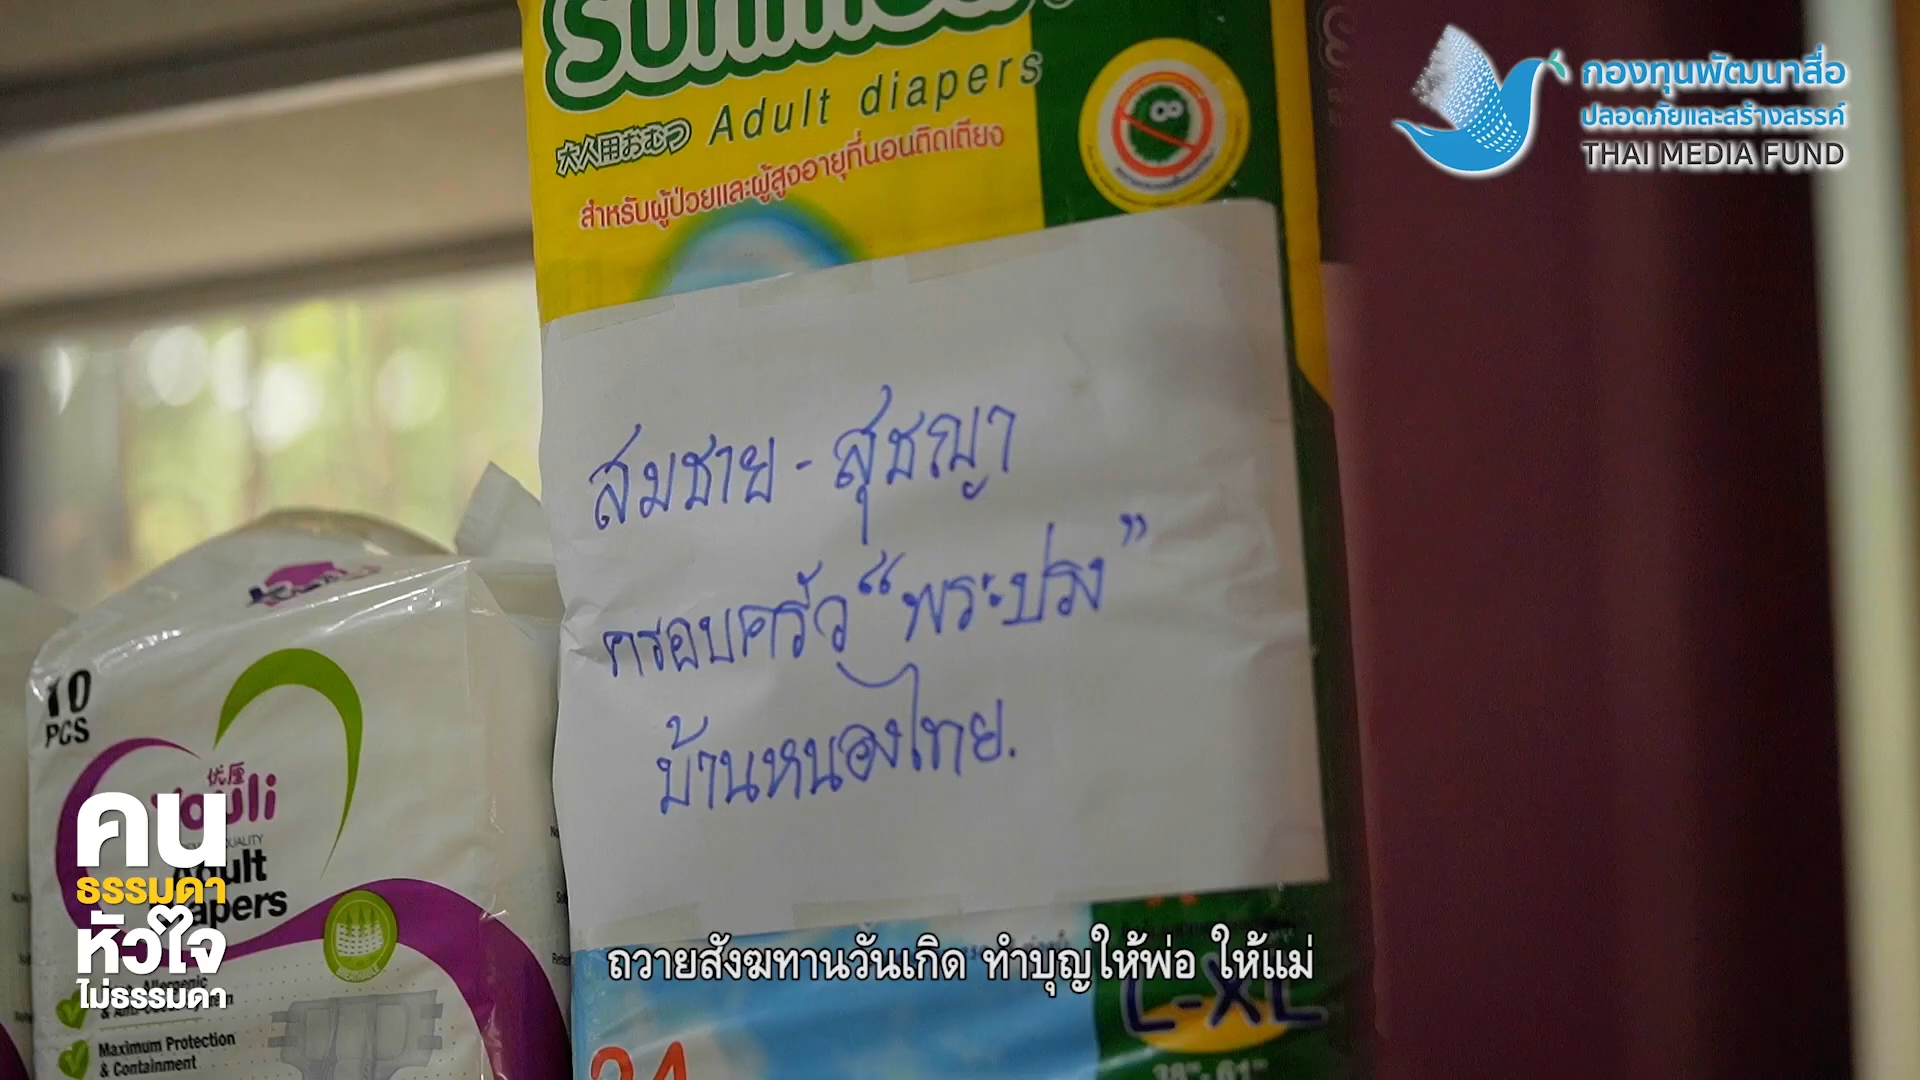 Adult diapers
大人用おむつ
สำหรับผู้ป่วยและผู้สูงอายุที่นอนติดเตียง
กองทุนพัฒนาสื่อ
ปลอดภัยและสร้างสรรค์
THAI MEDIA FUND
สมชาย - สุชญา
ครอบครัว “พระปรง”
บ้านหนองไทย.
10
PCS
优厘
Youli
Adult
Diapers
Maximum Protection
& Containment
คน
ธรรมดา
หัวใจ
ไม่ธรรมดา
ถวายสังฆทานวันเกิด ทำบุญให้พ่อ ให้แม่
L-XL
24